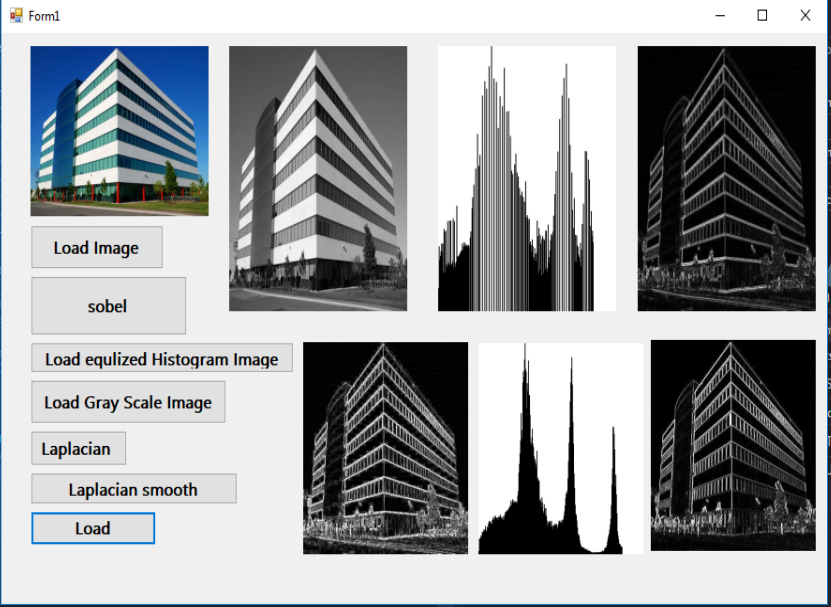 Form1
Load Image
sobel
Load equlized Histogram Image
Load Gray Scale Image
Laplacian
Laplacian smooth
Load